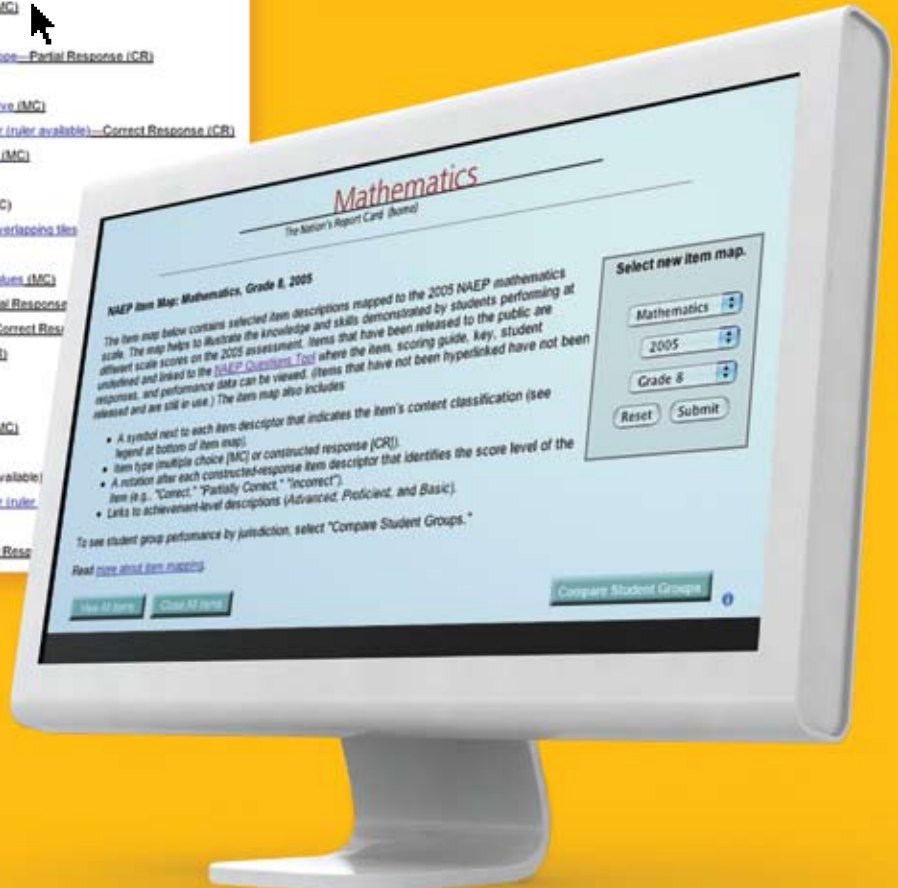 (MC)
ope—Partial Response (CR)
ve (MC)
r (ruler available)—Correct Response (CR)
(MC)
C)
verlapping tiles
alues (MC)
al Response
Correct Resp
MC)
vailable)
r (ruler
Resp
Mathematics
The Nation's Report Card (home)
NAEP Item Map: Mathematics, Grade 8, 2005
The item map below contains selected item descriptions mapped to the 2005 NAEP mathematics
scale. The map helps to illustrate the knowledge and skills demonstrated by students performing at
different scale scores on the 2005 assessment. Items that have been released to the public are
underlined and linked to the NAEP Questions Tool where the item, scoring guide, key, student
responses, and performance data can be viewed. (Items that have not been hyperlinked have not been
released and are still in use.) The item map also includes
• A symbol next to each item descriptor that indicates the item's content classification (see
legend at bottom of item map).
• Item type (multiple choice [MC] or constructed response [CR]).
• A notation after each constructed-response item descriptor that identifies the score level of the
item (e.g., "Correct," "Partially Correct," "Incorrect").
• Links to achievement-level descriptions (Advanced, Proficient, and Basic).
To see student group performance by jurisdiction, select "Compare Student Groups."
Read more about item mapping.
View All Items Close All Items
Compare Student Groups
Select new item map.
Mathematics
2005
Grade 8
Reset Submit